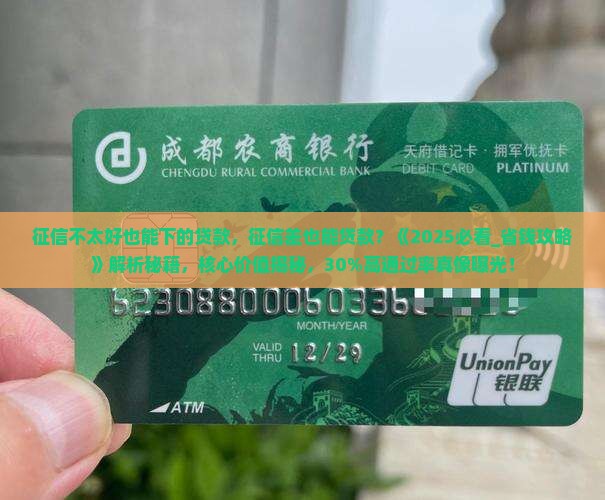 成都农商银行
CHENGDU RURAL COMMERCIAL BANK
天府借记卡·拥军优抚卡
DEBIT CARD PLATINUM
征信不太好也能下的贷款，征信差也能贷款？《2025必看_省钱攻略
》解析秘籍，核心价值揭秘，30%高通过率真像曝光！
MONTH/YEAR
VALID
THRU 12/29
UnionPay
银联
ATM